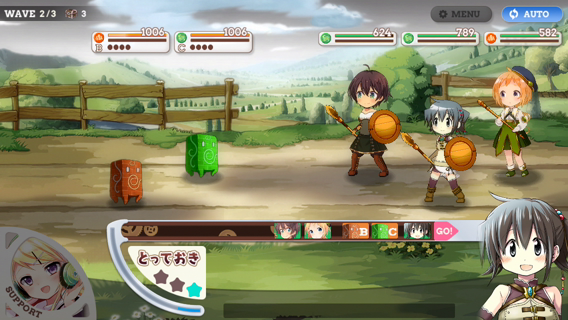 WAVE 2/3 3
MENU
AUTO
1006
B
1006
C
624
789
582
B
C
GO!
とっておき
SUPPORT